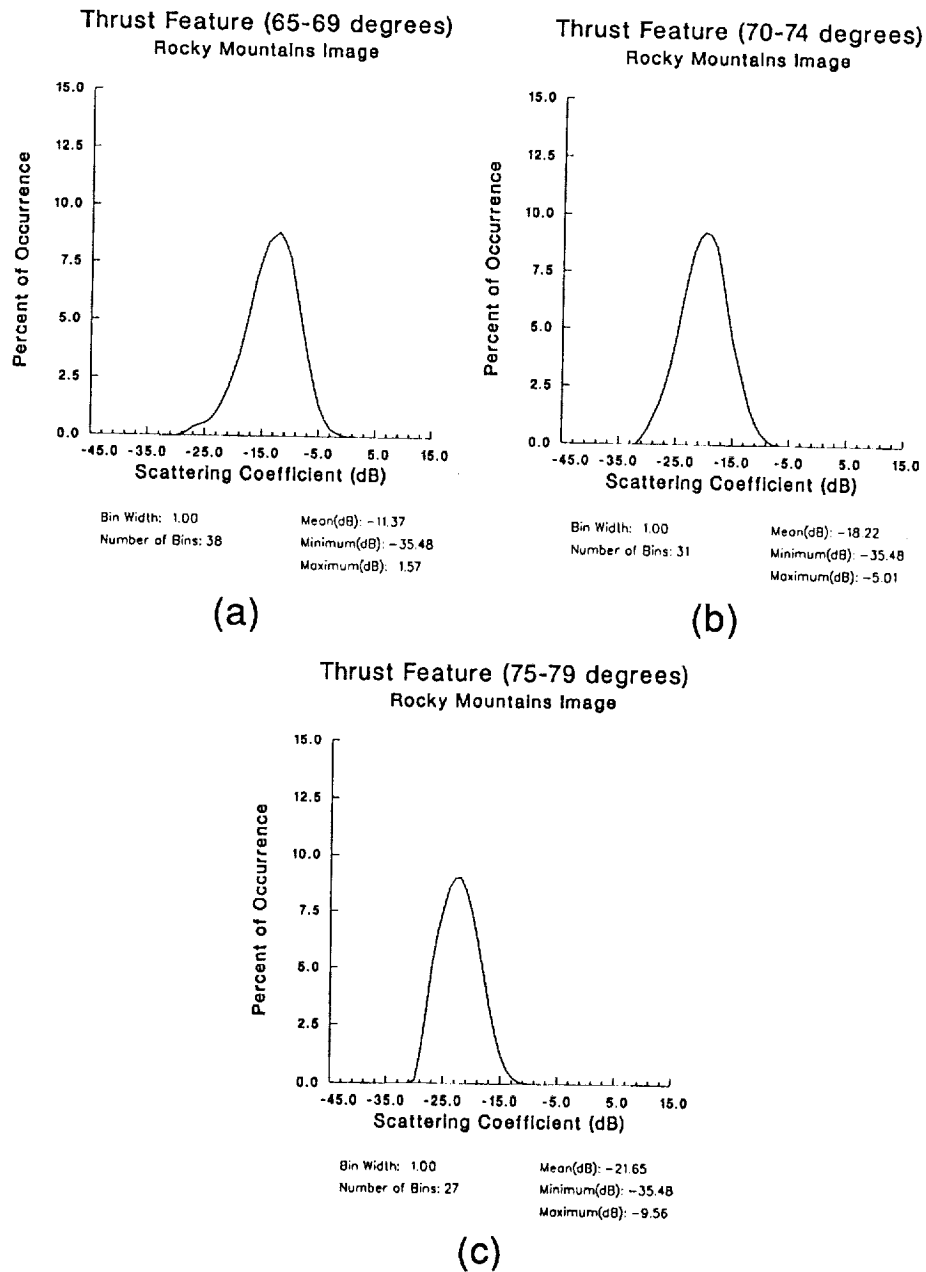 Thrust Feature (65-69 degrees)
Rocky Mountains Image
15.0
12.5
10.0
7.5
5.0
2.5
0.0
Percent of Occurrence
-45.0 -35.0 -25.0 -15.0 -5.0 5.0 15.0
Scattering Coefficient (dB)
Bin Width: 1.00
Number of Bins: 38
Mean(dB): -11.37
Minimum(dB): -35.48
Maximum(dB): 1.57
(a)
Thrust Feature (70-74 degrees)
Rocky Mountains Image
15.0
12.5
10.0
7.5
5.0
2.5
0.0
Percent of Occurrence
-45.0 -35.0 -25.0 -15.0 -5.0 5.0 15.0
Scattering Coefficient (dB)
Bin Width: 1.00
Number of Bins: 31
Mean(dB): -18.22
Minimum(dB): -35.48
Maximum(dB): -5.01
(b)
Thrust Feature (75-79 degrees)
Rocky Mountains Image
15.0
12.5
10.0
7.5
5.0
2.5
0.0
Percent of Occurrence
-45.0 -35.0 -25.0 -15.0 -5.0 5.0 15.0
Scattering Coefficient (dB)
Bin Width: 1.00
Number of Bins: 27
Mean(dB): -21.65
Minimum(dB): -35.48
Maximum(dB): -9.56
(c)